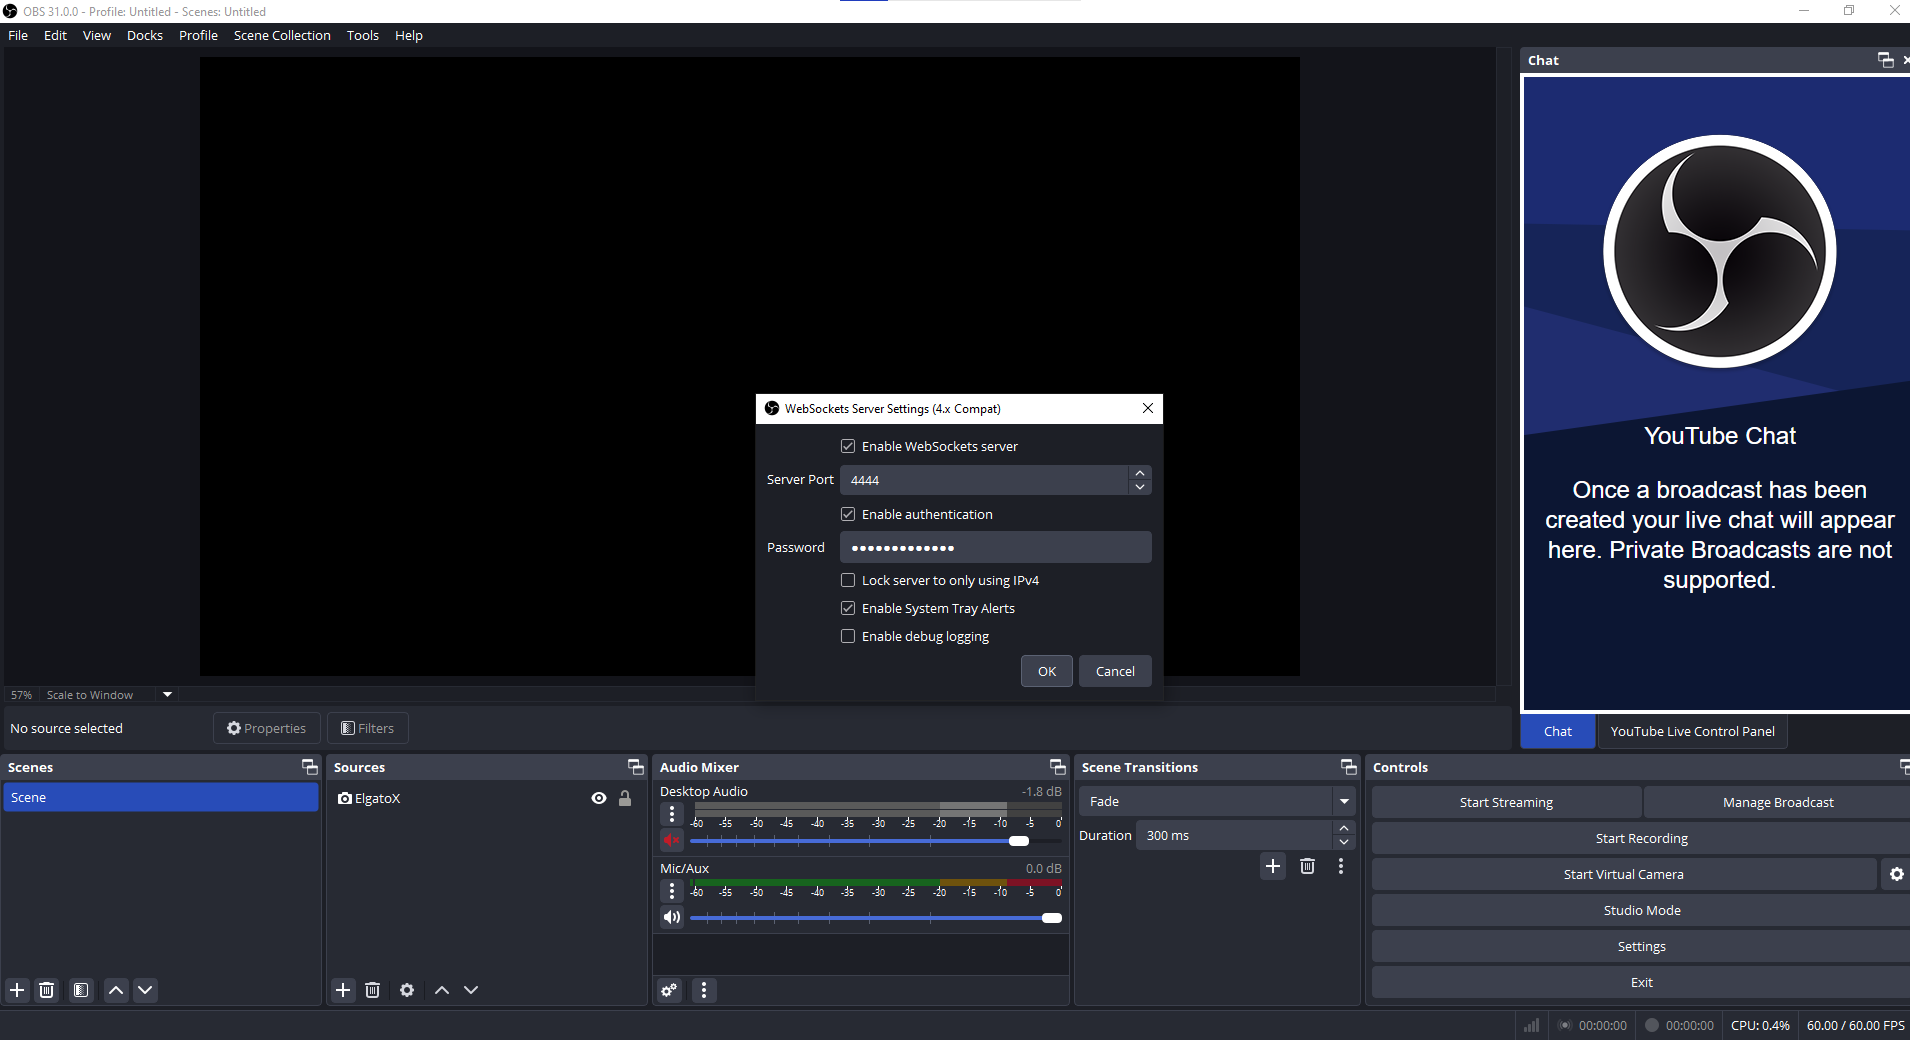 OBS 31.0.0 - Profile: Untitled - Scenes: Untitled
File Edit View Docks Profile Scene Collection Tools Help
Chat
YouTube Chat
Once a broadcast has been
created your live chat will appear
here. Private Broadcasts are not
supported.
WebSockets Server Settings (4.x Compat)
Enable WebSockets server
Server Port 4444
Enable authentication
Password •••••••••••••
Lock server to only using IPv4
Enable System Tray Alerts
Enable debug logging
OK Cancel
57% Scale to Window
No source selected Properties Filters
Chat YouTube Live Control Panel
Scenes
Scene
Sources
ElgatoX
Audio Mixer
Desktop Audio -1.8 dB
-60 -55 -50 -45 -40 -35 -30 -25 -20 -15 -10 -5 0
Mic/Aux 0.0 dB
-60 -55 -50 -45 -40 -35 -30 -25 -20 -15 -10 -5 0
Scene Transitions
Fade
Duration 300 ms
Controls
Start Streaming Manage Broadcast
Start Recording
Start Virtual Camera
Studio Mode
Settings
Exit
00:00:00 00:00:00 CPU: 0.4% 60.00 / 60.00 FPS